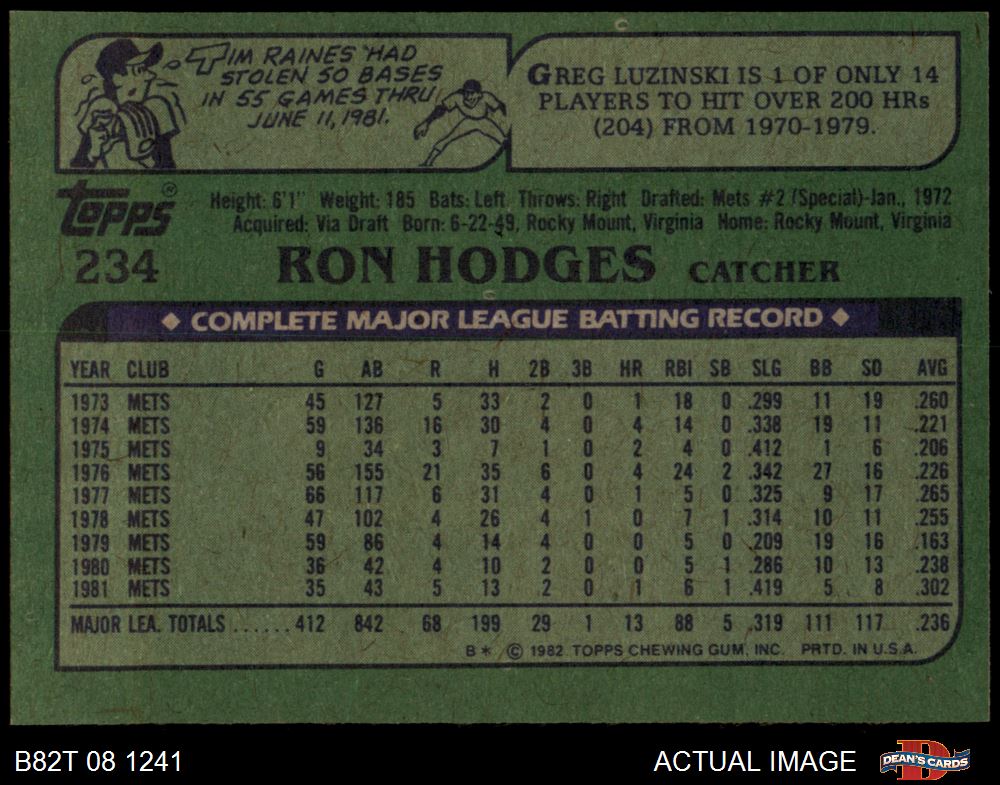 TIM RAINES HAD
STOLEN 50 BASES
IN 55 GAMES THRU
JUNE 11, 1981.
GREG LUZINSKI IS 1 OF ONLY 14
PLAYERS TO HIT OVER 200 HRs
(204) FROM 1970-1979.
topps®
Height: 6'1" Weight: 185 Bats: Left Throws: Right Drafted: Mets #2 (Special)-Jan., 1972
Acquired: Via Draft Born: 6-22-49, Rocky Mount, Virginia Home: Rocky Mount, Virginia
234 RON HODGES CATCHER
◆ COMPLETE MAJOR LEAGUE BATTING RECORD ◆
YEAR CLUB G AB R H 2B 3B HR RBI SB SLG BB SO AVG
1973 METS 45 127 5 33 2 0 1 18 0 .299 11 19 .260
1974 METS 59 136 16 30 4 0 4 14 0 .338 19 11 .221
1975 METS 9 34 3 7 1 0 2 4 0 .412 1 6 .206
1976 METS 56 155 21 35 6 0 4 24 2 .342 27 16 .226
1977 METS 66 117 6 31 4 0 1 5 0 .325 9 17 .265
1978 METS 47 102 4 26 4 1 0 7 1 .314 10 11 .255
1979 METS 59 86 4 14 4 0 0 5 0 .209 19 16 .163
1980 METS 36 42 4 10 2 0 0 5 1 .286 10 13 .238
1981 METS 35 43 5 13 2 0 1 6 1 .419 5 8 .302
MAJOR LEA. TOTALS ...... 412 842 68 199 29 1 13 88 5 .319 111 117 .236
B* © 1982 TOPPS CHEWING GUM, INC. PRTD. IN U.S.A.
B82T 08 1241
ACTUAL IMAGE
D
DEAN'S CARDS